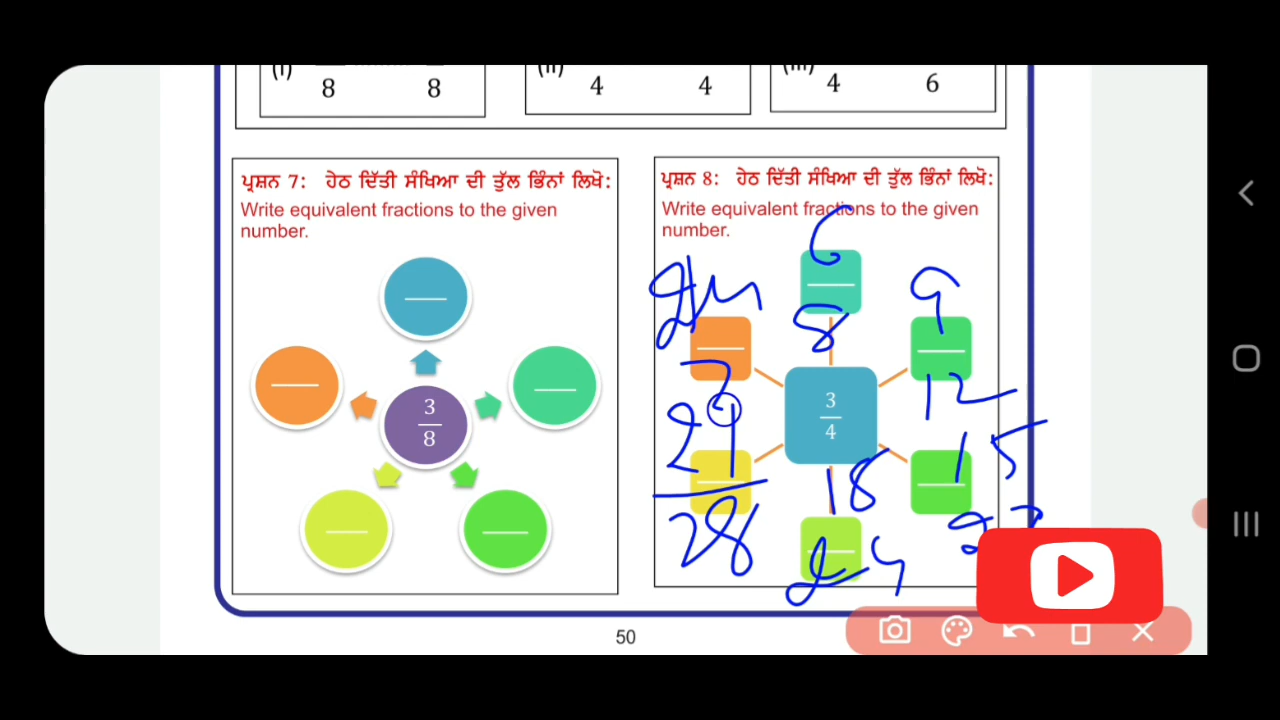 (i)
8 8
(ii)
4 4
(iii)
4 6
ਪ੍ਰਸ਼ਨ 7: ਹੇਠ ਦਿੱਤੀ ਸੰਖਿਆ ਦੀ ਤੁੱਲ ਭਿੰਨਾਂ ਲਿਖੋ:
Write equivalent fractions to the given
number.
3
8
ਪ੍ਰਸ਼ਨ 8: ਹੇਠ ਦਿੱਤੀ ਸੰਖਿਆ ਦੀ ਤੁੱਲ ਭਿੰਨਾਂ ਲਿਖੋ:
Write equivalent fractions to the given
number.
6
8
9
12
15
18
24
21
28
3
4
50